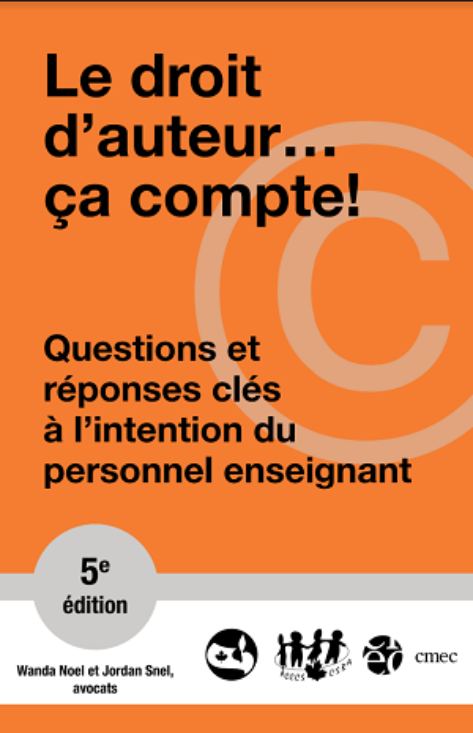 Le droit
d'auteur…
ça compte!
©
Questions et
réponses clés
à l'intention du
personnel enseignant
5e
édition
Wanda Noel et Jordan Snel,
avocats
cmec